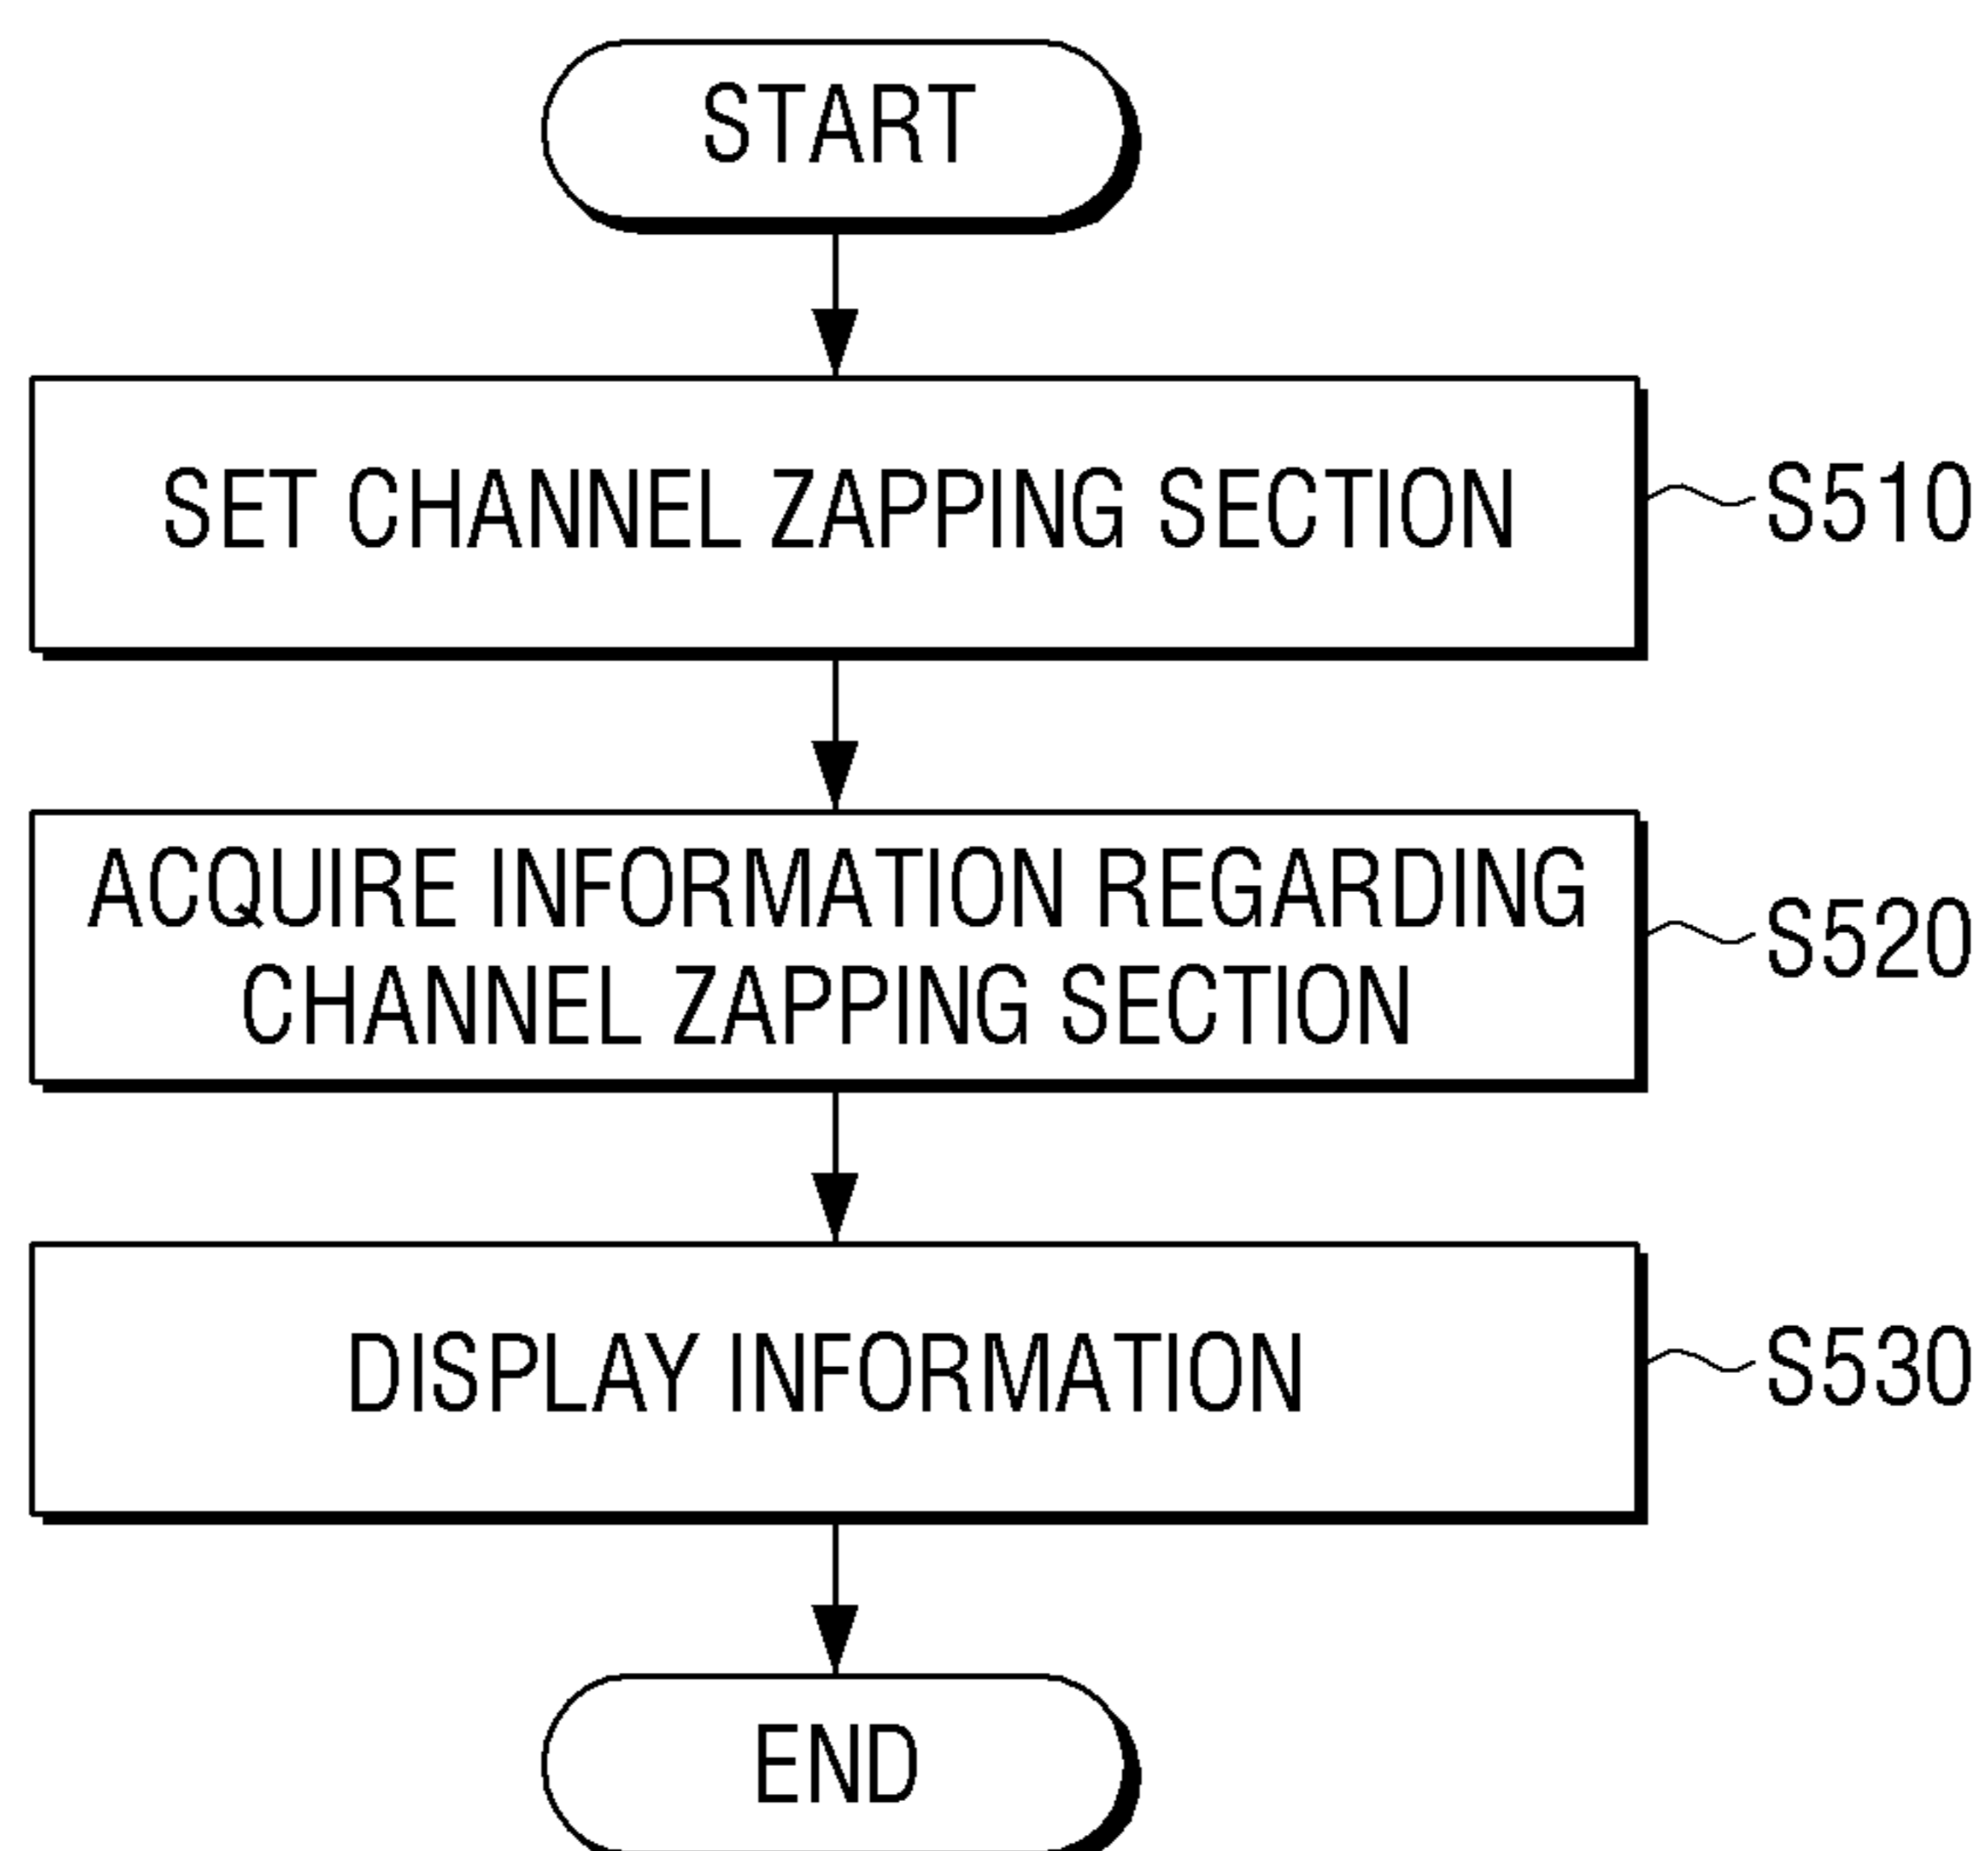 START
SET CHANNEL ZAPPING SECTION
S510
ACQUIRE INFORMATION REGARDING
CHANNEL ZAPPING SECTION
S520
DISPLAY INFORMATION
S530
END